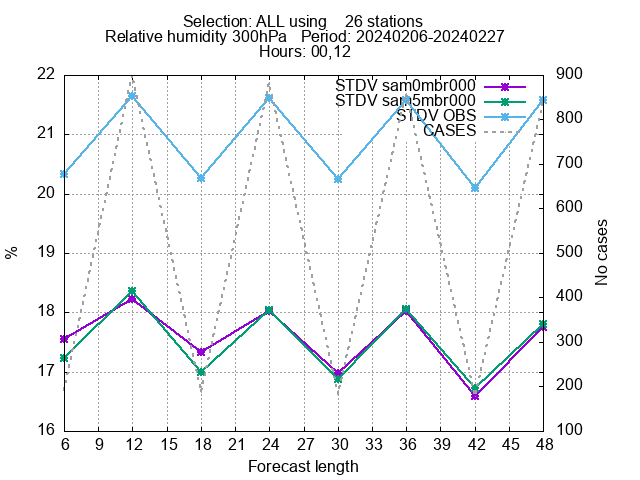 Selection: ALL using    26 stations
Relative humidity 300hPa   Period: 20240206-20240227
Hours: 00,12
STDV sam0mbr000
STDV sam5mbr000
STDV OBS
CASES
%
22
21
20
19
18
17
16
900
800
700
600
500
400
300
200
100
No cases
6 9 12 15 18 21 24 27 30 33 36 39 42 45 48
Forecast length